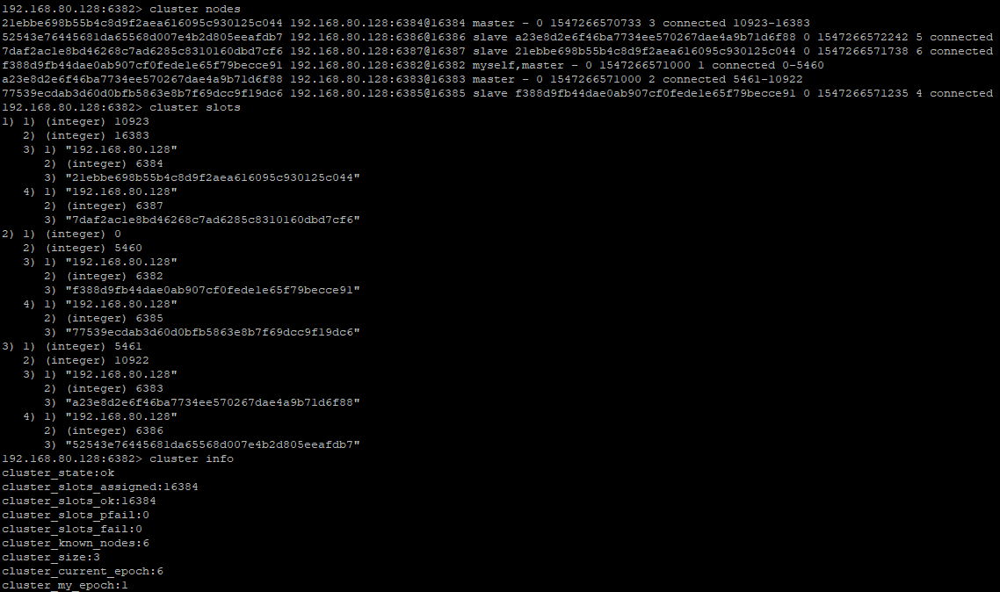 192.168.80.128:6382> cluster nodes
21ebbe698b55b4c8d9f2aea616095c930125c044 192.168.80.128:6384@16384 master - 0 1547266570733 3 connected 10923-16383
52543e76445681da65568d007e4b2d805eeafdb7 192.168.80.128:6386@16386 slave a23e8d2e6f46ba7734ee570267dae4a9b71d6f88 0 1547266572242 5 connected
7daf2ac1e8bd46268c7ad6285c8310160dbd7cf6 192.168.80.128:6387@16387 slave 21ebbe698b55b4c8d9f2aea616095c930125c044 0 1547266571738 6 connected
f388d9fb44dae0ab907cf0fede1e65f79becce91 192.168.80.128:6382@16382 myself,master - 0 1547266571000 1 connected 0-5460
a23e8d2e6f46ba7734ee570267dae4a9b71d6f88 192.168.80.128:6383@16383 master - 0 1547266571000 2 connected 5461-10922
77539ecdab3d60d0bfb5863e8b7f69dcc9f19dc6 192.168.80.128:6385@16385 slave f388d9fb44dae0ab907cf0fede1e65f79becce91 0 1547266571235 4 connected
192.168.80.128:6382> cluster slots
1) 1) (integer) 10923
   2) (integer) 16383
   3) 1) "192.168.80.128"
      2) (integer) 6384
      3) "21ebbe698b55b4c8d9f2aea616095c930125c044"
   4) 1) "192.168.80.128"
      2) (integer) 6387
      3) "7daf2ac1e8bd46268c7ad6285c8310160dbd7cf6"
2) 1) (integer) 0
   2) (integer) 5460
   3) 1) "192.168.80.128"
      2) (integer) 6382
      3) "f388d9fb44dae0ab907cf0fede1e65f79becce91"
   4) 1) "192.168.80.128"
      2) (integer) 6385
      3) "77539ecdab3d60d0bfb5863e8b7f69dcc9f19dc6"
3) 1) (integer) 5461
   2) (integer) 10922
   3) 1) "192.168.80.128"
      2) (integer) 6383
      3) "a23e8d2e6f46ba7734ee570267dae4a9b71d6f88"
   4) 1) "192.168.80.128"
      2) (integer) 6386
      3) "52543e76445681da65568d007e4b2d805eeafdb7"
192.168.80.128:6382> cluster info
cluster_state:ok
cluster_slots_assigned:16384
cluster_slots_ok:16384
cluster_slots_pfail:0
cluster_slots_fail:0
cluster_known_nodes:6
cluster_size:3
cluster_current_epoch:6
cluster_my_epoch:1